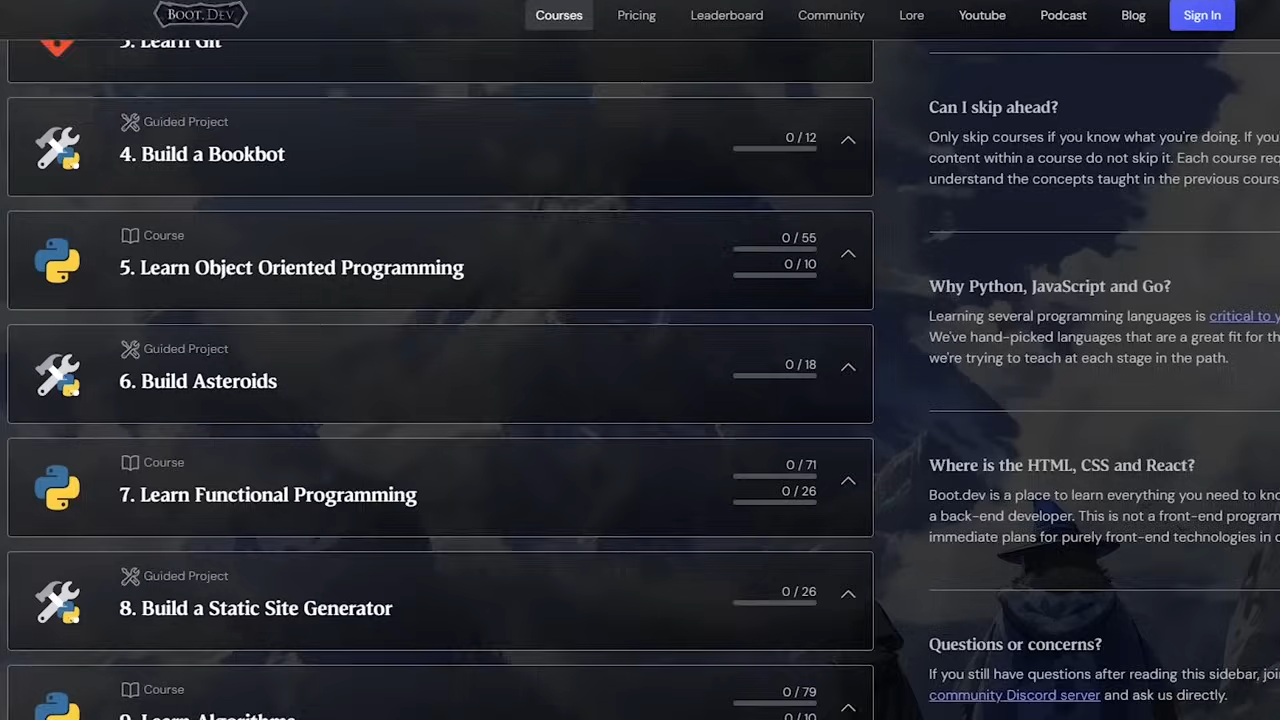 BOOT.DEV
Courses
Pricing
Leaderboard
Community
Lore
Youtube
Podcast
Blog
Sign In
3. Learn Git
Guided Project
4. Build a Bookbot
0 / 12
Course
5. Learn Object Oriented Programming
0 / 55
0 / 10
Guided Project
6. Build Asteroids
0 / 18
Course
7. Learn Functional Programming
0 / 71
0 / 26
Guided Project
8. Build a Static Site Generator
0 / 26
Course
9. Learn Algorithms
0 / 79
0 / 10
Can I skip ahead?
Only skip courses if you know what you're doing. If you
content within a course do not skip it. Each course req
understand the concepts taught in the previous cours
Why Python, JavaScript and Go?
Learning several programming languages is critical to y
We've hand-picked languages that are a great fit for th
we're trying to teach at each stage in the path.
Where is the HTML, CSS and React?
Boot.dev is a place to learn everything you need to kno
a back-end developer. This is not a front-end program
immediate plans for purely front-end technologies in o
Questions or concerns?
If you still have questions after reading this sidebar, joi
community Discord server and ask us directly.